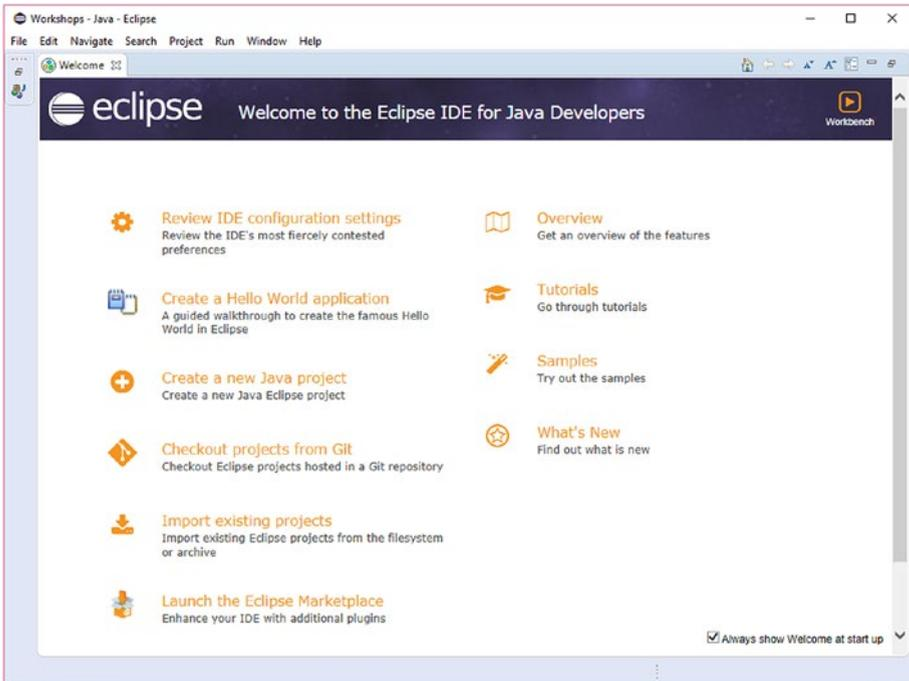 Workshops - Java - Eclipse
File Edit Navigate Search Project Run Window Help
Welcome
eclipse
Welcome to the Eclipse IDE for Java Developers
Workbench
Review IDE configuration settings
Review the IDE's most fiercely contested
preferences
Create a Hello World application
A guided walkthrough to create the famous Hello
World in Eclipse
Create a new Java project
Create a new Java Eclipse project
Checkout projects from Git
Checkout Eclipse projects hosted in a Git repository
Import existing projects
Import existing Eclipse projects from the filesystem
or archive
Launch the Eclipse Marketplace
Enhance your IDE with additional plugins
Overview
Get an overview of the features
Tutorials
Go through tutorials
Samples
Try out the samples
What's New
Find out what is new
Always show Welcome at start up